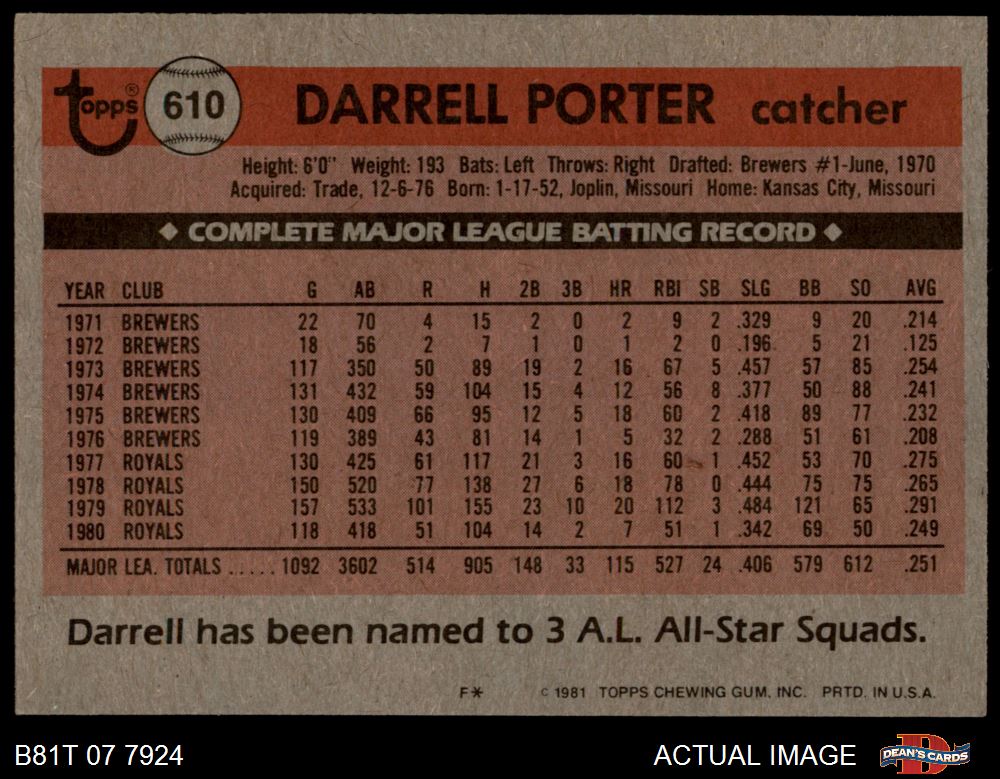 Topps® 610 DARRELL PORTER catcher
Height: 6'0" Weight: 193 Bats: Left Throws: Right Drafted: Brewers #1-June, 1970
Acquired: Trade, 12-6-76 Born: 1-17-52, Joplin, Missouri Home: Kansas City, Missouri
◆ COMPLETE MAJOR LEAGUE BATTING RECORD ◆
YEAR CLUB G AB R H 2B 3B HR RBI SB SLG BB SO AVG
1971 BREWERS 22 70 4 15 2 0 2 9 2 .329 9 20 .214
1972 BREWERS 18 56 2 7 1 0 1 2 0 .196 5 21 .125
1973 BREWERS 117 350 50 89 19 2 16 67 5 .457 57 85 .254
1974 BREWERS 131 432 59 104 15 4 12 56 8 .377 50 88 .241
1975 BREWERS 130 409 66 95 12 5 18 60 2 .418 89 77 .232
1976 BREWERS 119 389 43 81 14 1 5 32 2 .288 51 61 .208
1977 ROYALS 130 425 61 117 21 3 16 60 1 .452 53 70 .275
1978 ROYALS 150 520 77 138 27 6 18 78 0 .444 75 75 .265
1979 ROYALS 157 533 101 155 23 10 20 112 3 .484 121 65 .291
1980 ROYALS 118 418 51 104 14 2 7 51 1 .342 69 50 .249
MAJOR LEA. TOTALS ..... 1092 3602 514 905 148 33 115 527 24 .406 579 612 .251
Darrell has been named to 3 A.L. All-Star Squads.
F* © 1981 TOPPS CHEWING GUM, INC. PRTD. IN U.S.A.
B81T 07 7924 ACTUAL IMAGE DEAN'S CARDS